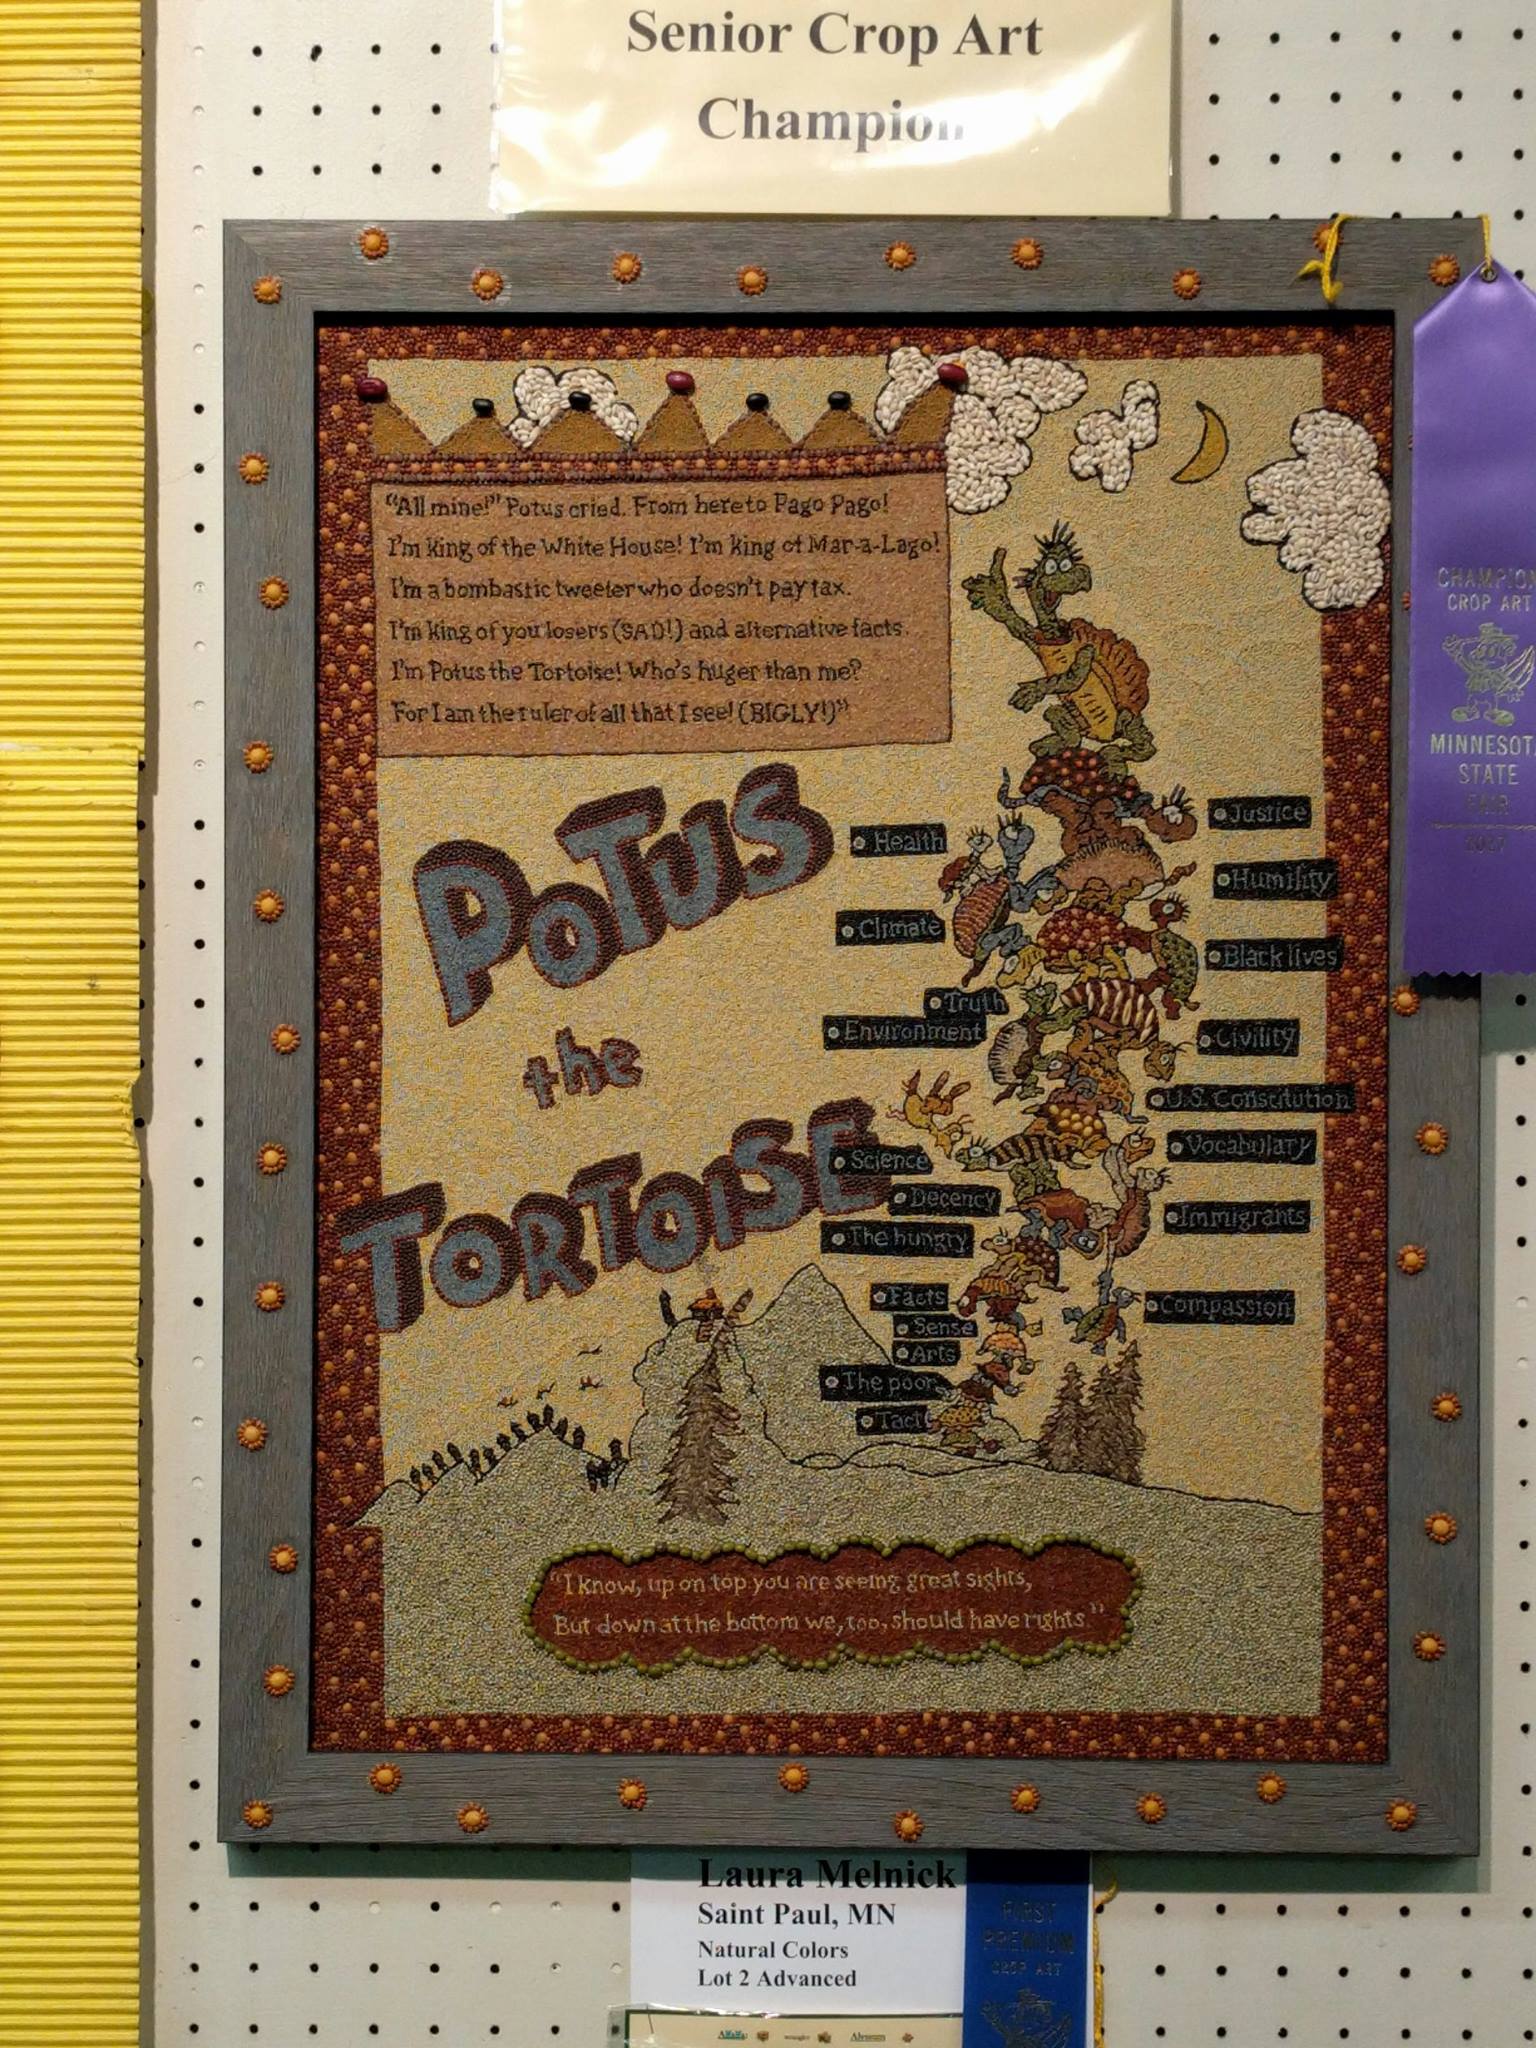 Senior Crop Art
Champion
"All mine!" Potus cried. From here to Pago Pago!
I'm king of the White House! I'm king of Mar-a-Lago!
I'm a bombastic tweeter who doesn't pay tax.
I'm king of you losers (SAD!) and alternative facts.
I'm Potus the Tortoise! Who's huger than me?
For I am the ruler of all that I see! (BIGLY!)"
POTUS
the
TORTOISE
Health
Climate
Truth
Environment
Science
Decency
The hungry
Facts
Sense
Arts
The poor
Tact
Justice
Humility
Black lives
Civility
U.S. Constitution
Vocabulary
Immigrants
Compassion
"I know, up on top you are seeing great sights,
But down at the bottom we, too, should have rights"
CHAMPION
CROP ART
MINNESOT
STATE
FAIR
2017
Laura Melnick
Saint Paul, MN
Natural Colors
Lot 2 Advanced
FIRST
PREMIUM
CROP ART
Alfalfa: